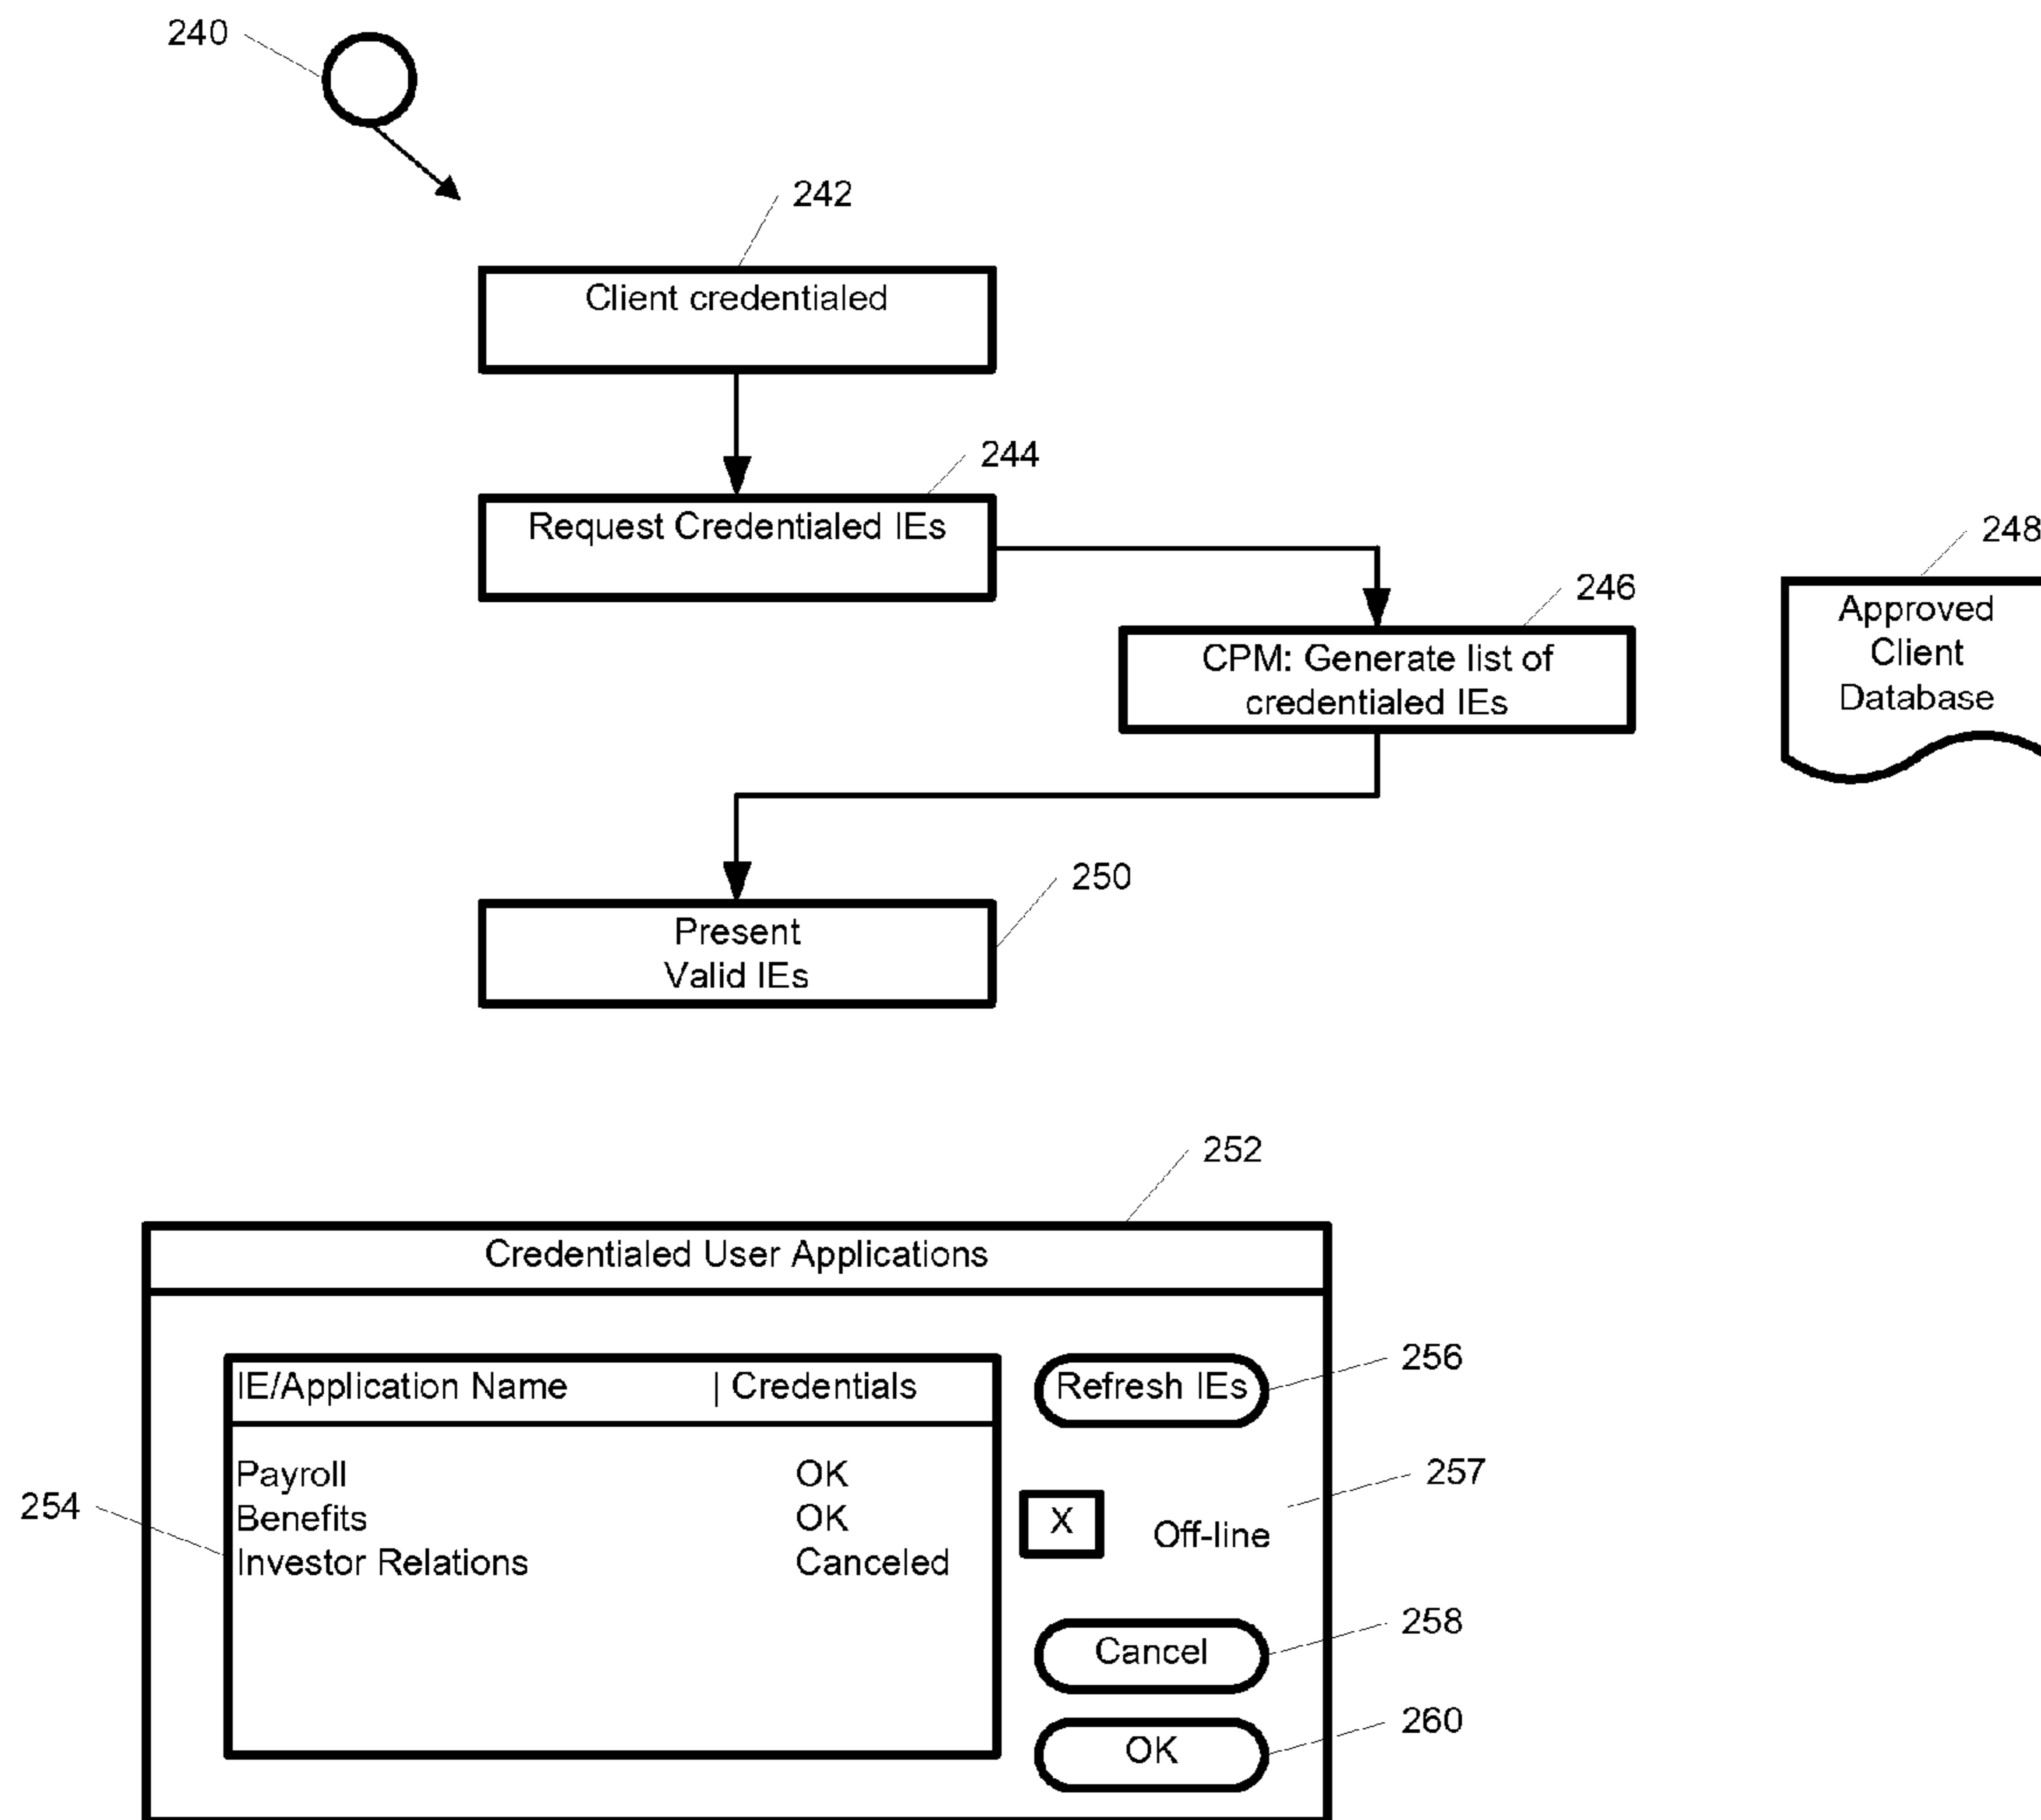 240
242
Client credentialed
244
Request Credentialed IEs
248
246
Approved
Client
Database
CPM: Generate list of
credentialed IEs
250
Present
Valid IEs
252
Credentialed User Applications
IE/Application Name | Credentials
Refresh IEs
256
Payroll OK
257
254
Benefits OK
X Off-line
Investor Relations Canceled
258
Cancel
260
OK